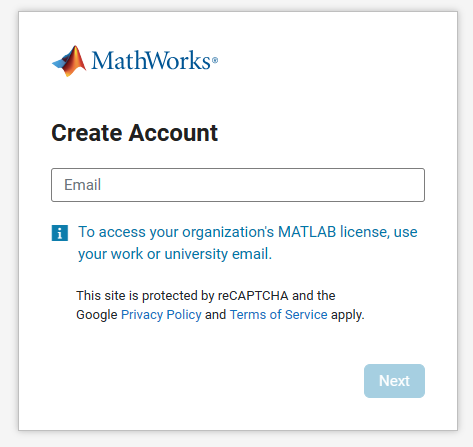 MathWorks®
Create Account
Email
To access your organization's MATLAB license, use
your work or university email.
This site is protected by reCAPTCHA and the
Google Privacy Policy and Terms of Service apply.
Next